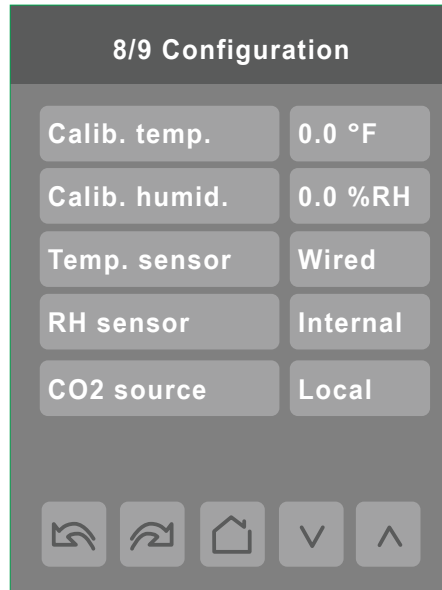 8/9 Configuration
Calib. temp. 0.0 °F
Calib. humid. 0.0 %RH
Temp. sensor Wired
RH sensor Internal
CO2 source Local